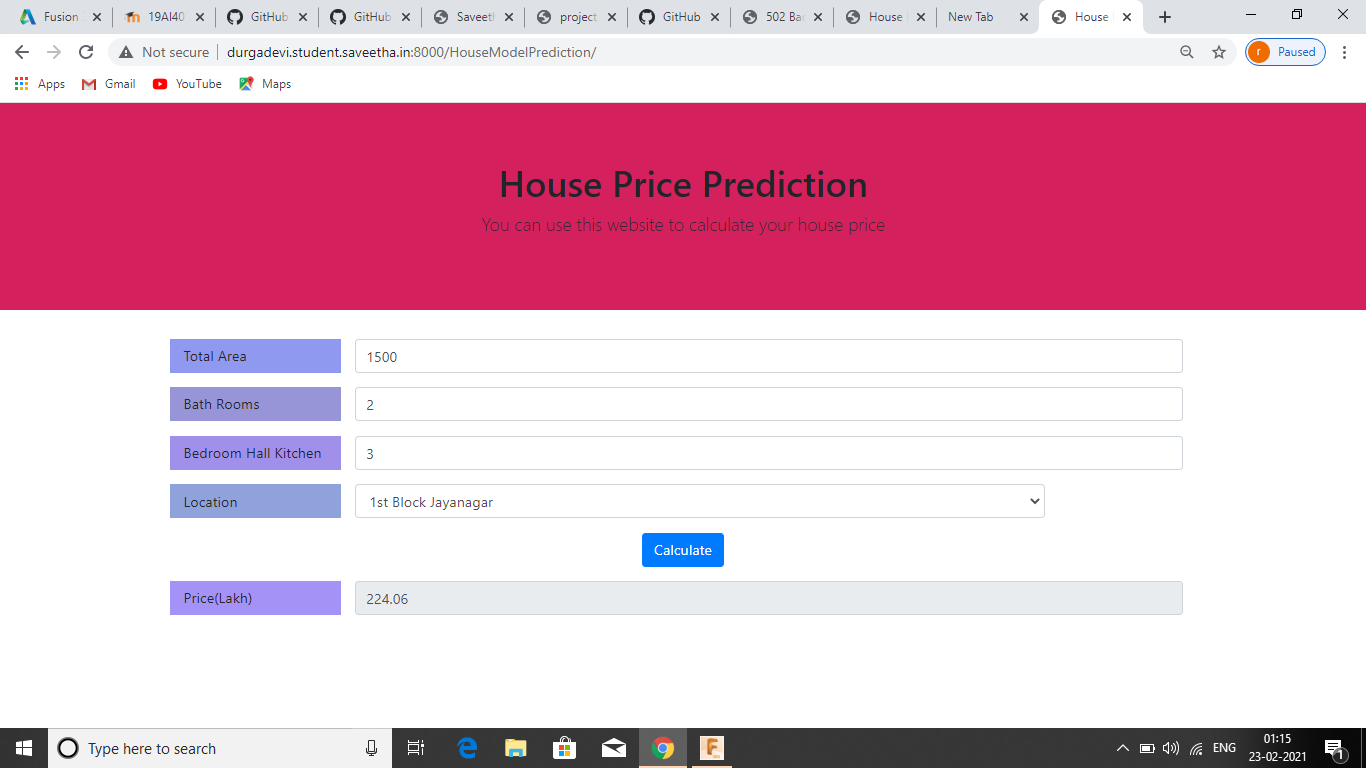 Fusion
19AI40
GitHub
GitHub
Saveeth
project
GitHub
502 Bad
House
New Tab
House
Not secure
durgadevi.student.saveetha.in:8000/HouseModelPrediction/
r
Paused
Apps
Gmail
YouTube
Maps
House Price Prediction
You can use this website to calculate your house price
Total Area
1500
Bath Rooms
2
Bedroom Hall Kitchen
3
Location
1st Block Jayanagar
Calculate
Price(Lakh)
224.06
Type here to search
ENG
01:15
23-02-2021
1